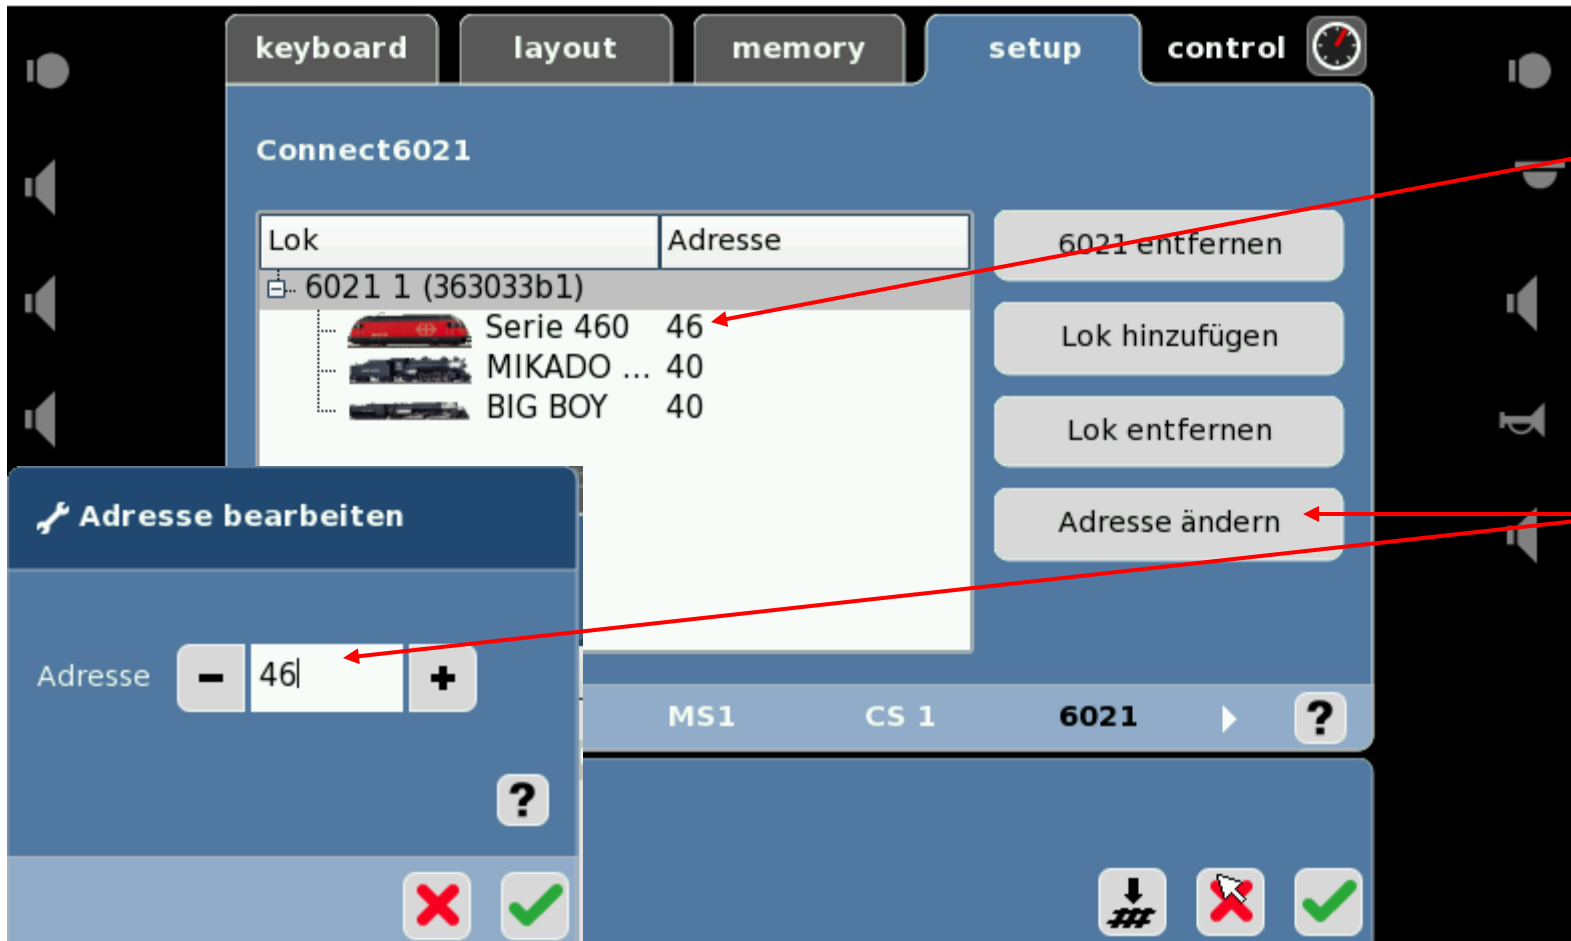 keyboard layout memory setup control
Connect6021
Lok Adresse
6021 1 (363033b1)
Serie 460 46
MIKADO ... 40
BIG BOY 40
6021 entfernen
Lok hinzufügen
Lok entfernen
Adresse ändern
Adresse bearbeiten
Adresse - 46 +
?
MS1 CS 1 6021 ?